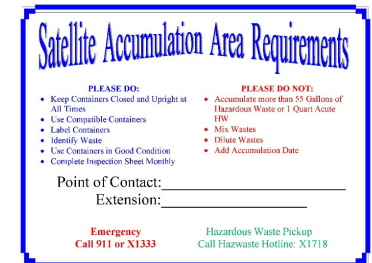 Satellite Accumulation Area Requirements
PLEASE DO:
• Keep Containers Closed and Upright at
All Times
• Use Compatible Containers
• Label Containers
• Identify Waste
• Use Containers in Good Condition
• Complete Inspection Sheet Monthly
PLEASE DO NOT:
• Accumulate more than 55 Gallons of
Hazardous Waste or 1 Quart Acute
HW
• Mix Wastes
• Dilute Wastes
• Add Accumulation Date
Point of Contact:
Extension:
Emergency
Call 911 or X1333
Hazardous Waste Pickup
Call Hazwaste Hotline: X1718